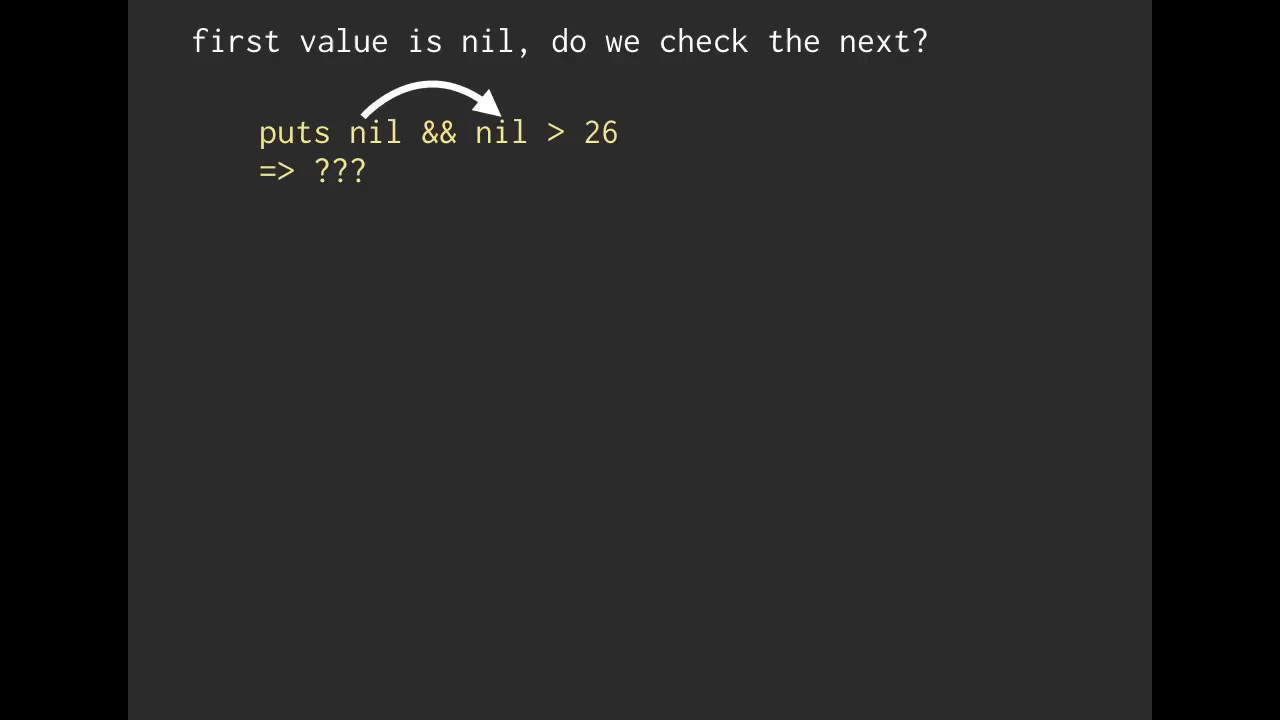 first value is nil, do we check the next?
puts nil && nil > 26
=> ???